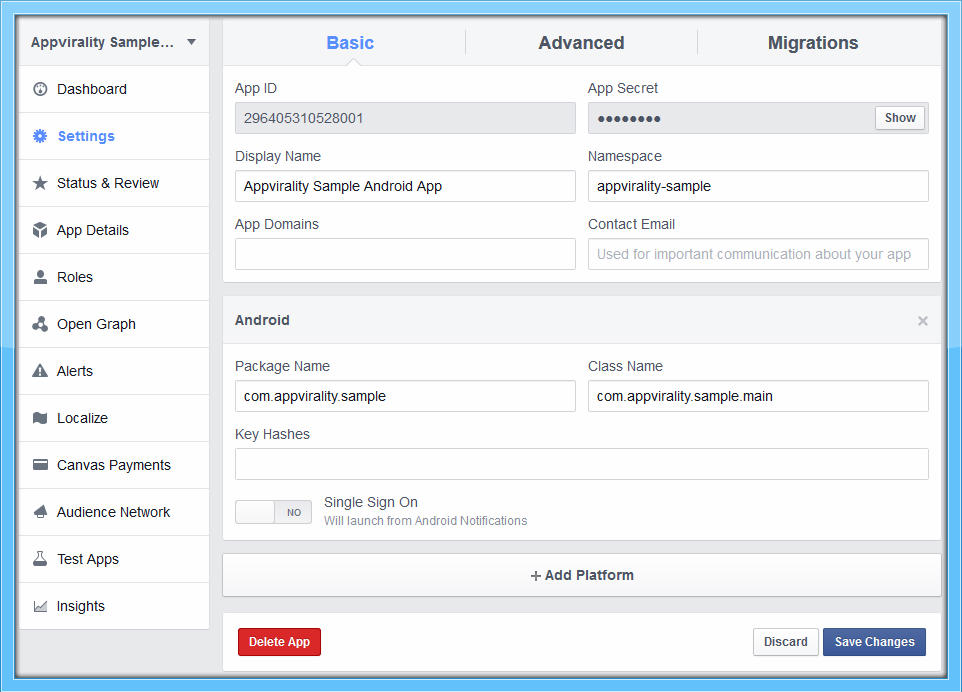 Appvirality Sample...
Dashboard
Settings
Status & Review
App Details
Roles
Open Graph
Alerts
Localize
Canvas Payments
Audience Network
Test Apps
Insights
Basic Advanced Migrations
App ID App Secret
296405310528001 ●●●●●●●● Show
Display Name Namespace
Appvirality Sample Android App appvirality-sample
App Domains Contact Email
Used for important communication about your app
Android ×
Package Name Class Name
com.appvirality.sample com.appvirality.sample.main
Key Hashes
NO Single Sign On
Will launch from Android Notifications
+ Add Platform
Delete App Discard Save Changes